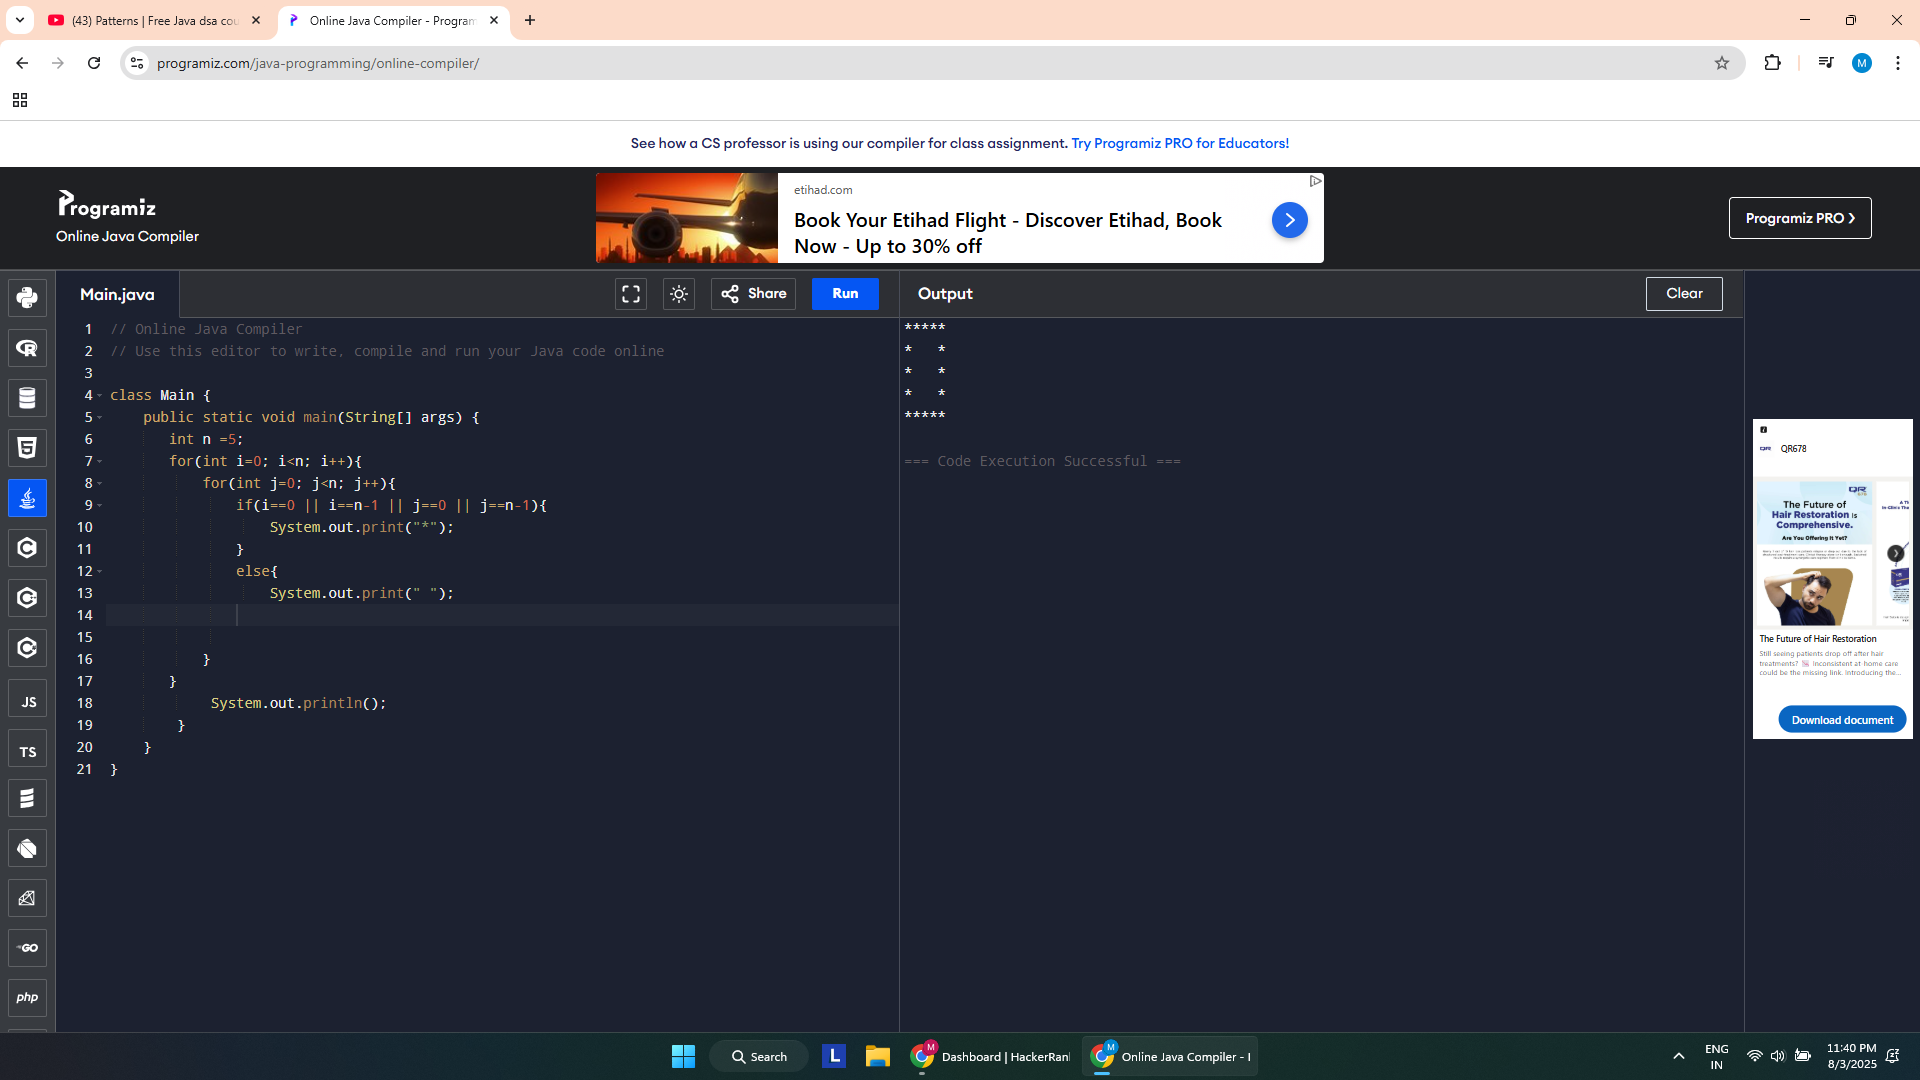 (43) Patterns | Free Java dsa cou
Online Java Compiler - Program
programiz.com/java-programming/online-compiler/
M
See how a CS professor is using our compiler for class assignment. Try Programiz PRO for Educators!
Programiz
Online Java Compiler
etihad.com
Book Your Etihad Flight - Discover Etihad, Book
Now - Up to 30% off
Programiz PRO ❯
Main.java
Share
Run
Output
Clear
1 // Online Java Compiler
2 // Use this editor to write, compile and run your Java code online
3
4 class Main {
5 public static void main(String[] args) {
6 int n =5;
7 for(int i=0; i<n; i++){
8 for(int j=0; j<n; j++){
9 if(i==0 || i==n-1 || j==0 || j==n-1){
10 System.out.print("*");
11 }
12 else{
13 System.out.print(" ");
14
15
16 }
17 }
18 System.out.println();
19 }
20 }
21 }
*****
*   *
*   *
*   *
*****
=== Code Execution Successful ===
JS
TS
GO
php
QR QR678
QR
The Future of
Hair Restoration is
Comprehensive.
Are You Offering It Yet?
The Future of Hair Restoration
Still seeing patients drop off after hair
treatments? Inconsistent at-home care
could be the missing link. Introducing the...
Download document
Search
L
M
Dashboard | HackerRan
M
Online Java Compiler - I
ENG
IN
11:40 PM
8/3/2025